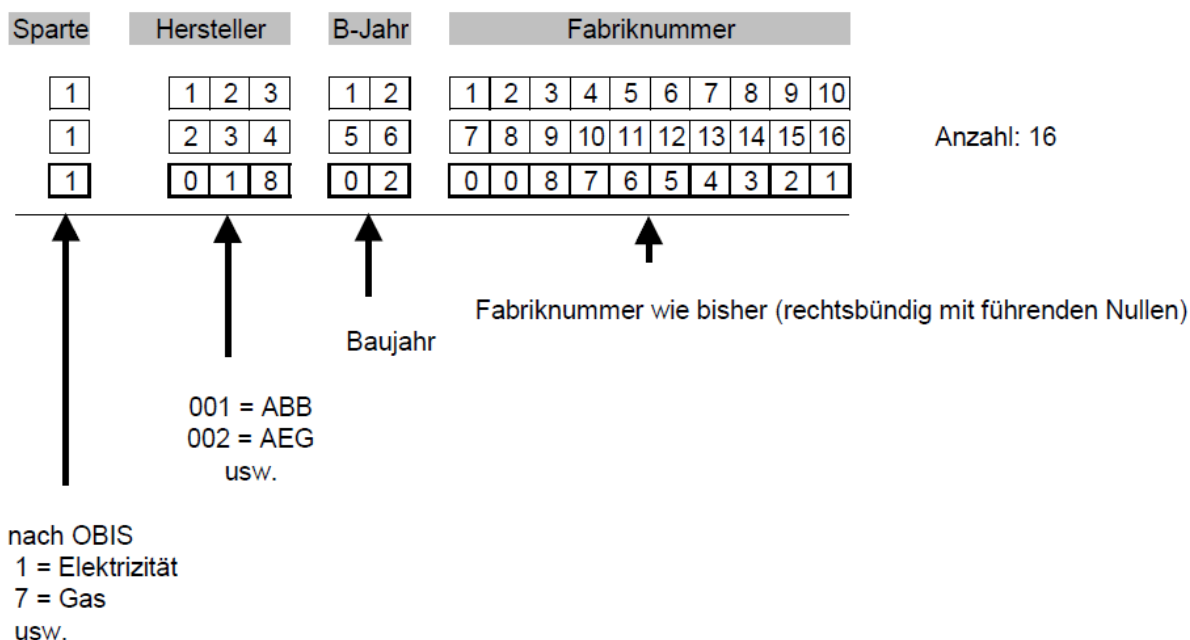 Sparte Hersteller B-Jahr Fabriknummer
1 1 2 3 1 2 1 2 3 4 5 6 7 8 9 10
1 2 3 4 5 6 7 8 9 10 11 12 13 14 15 16 Anzahl: 16
1 0 1 8 0 2 0 0 8 7 6 5 4 3 2 1
Fabriknummer wie bisher (rechtsbündig mit führenden Nullen)
Baujahr
001 = ABB
002 = AEG
usw.
nach OBIS
1 = Elektrizität
7 = Gas
usw.